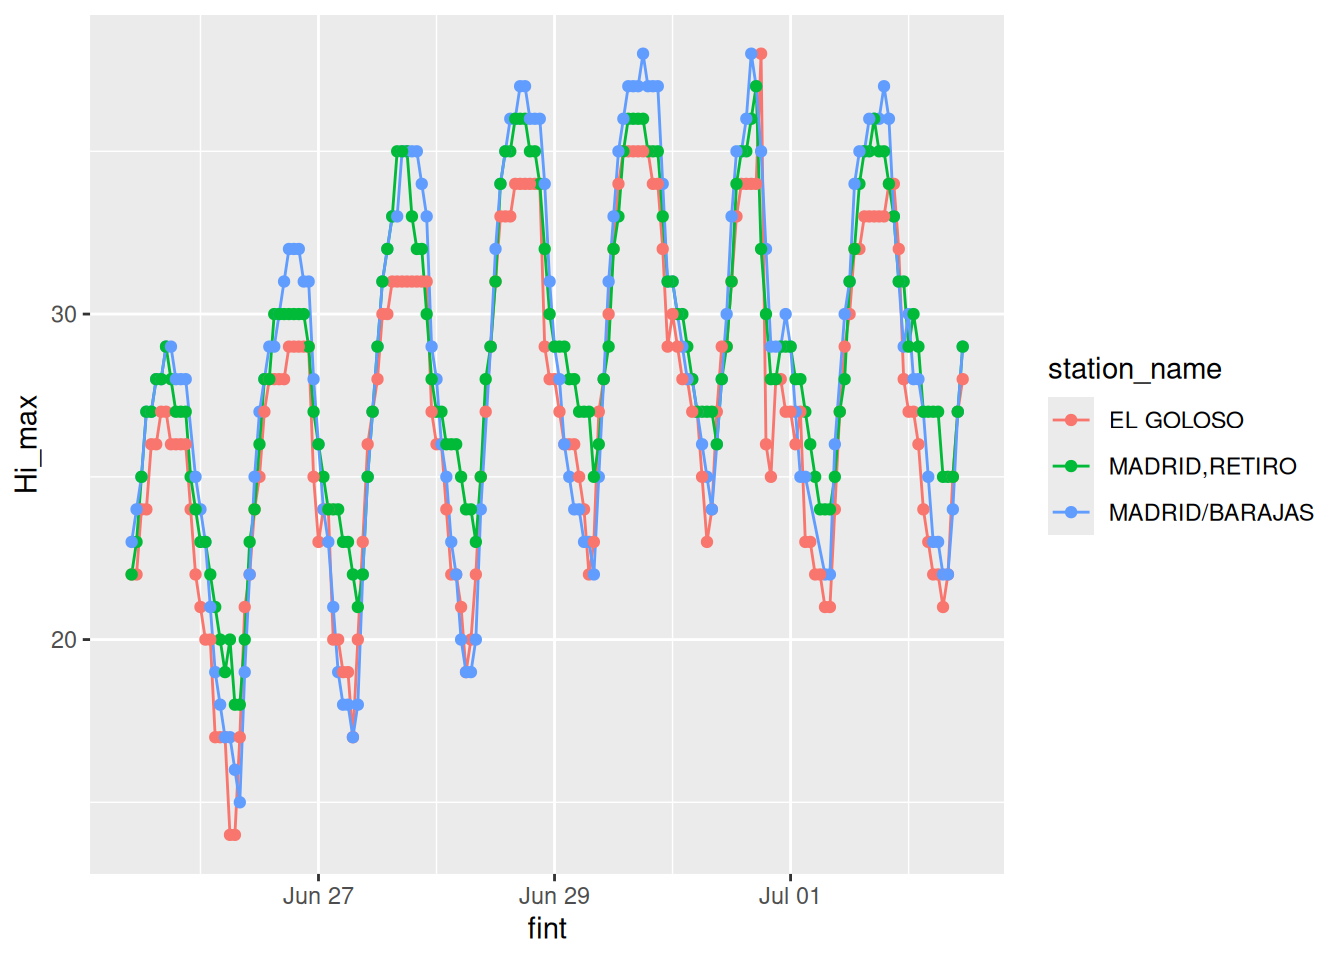 Hi_max
30
20
Jun 27
Jun 29
Jul 01
fint
station_name
EL GOLOSO
MADRID,RETIRO
MADRID/BARAJAS